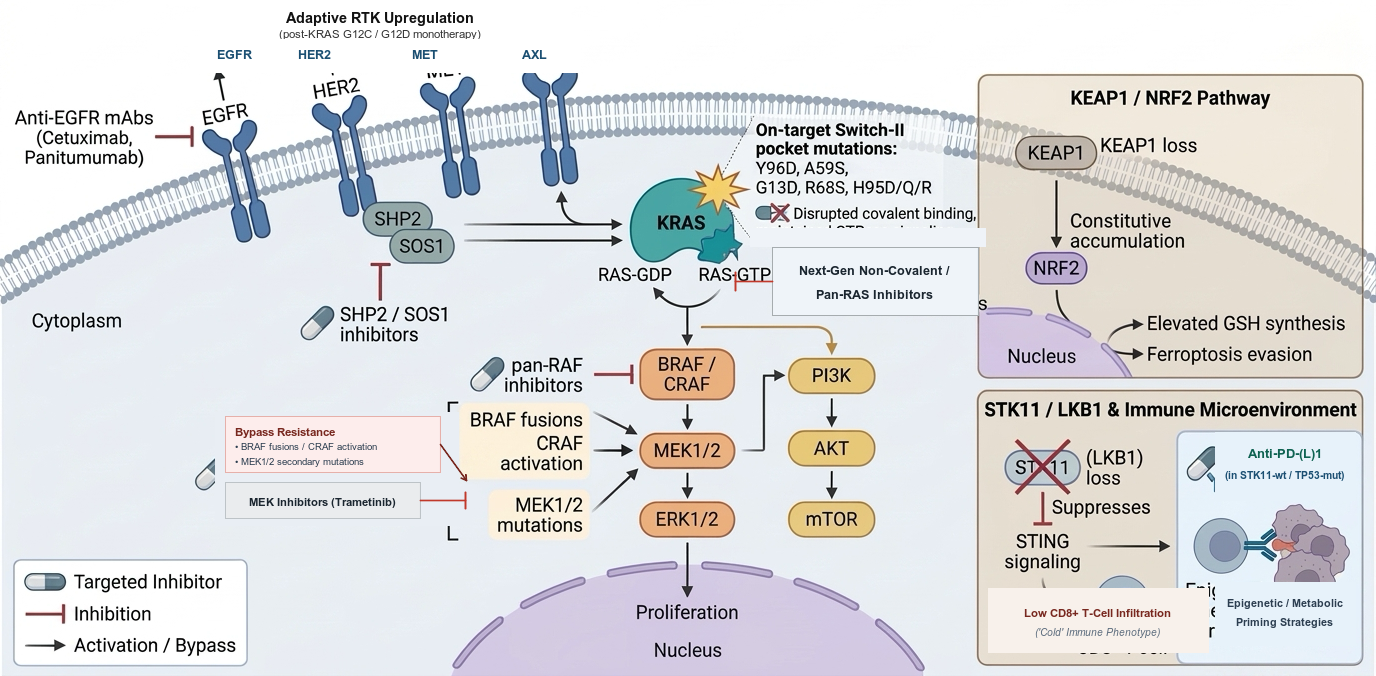 Adaptive RTK Upregulation
(post-KRAS G12C / G12D monotherapy)
EGFR
HER2
MET
AXL
EGFR
HER2
Anti-EGFR mAbs
(Cetuximab,
Panitumumab)
SHP2
SOS1
SHP2 / SOS1
inhibitors
Cytoplasm
KRAS
On-target Switch-II
pocket mutations:
Y96D, A59S,
G13D, R68S, H95D/Q/R
Disrupted covalent binding,
RAS-GDP
RAS-GTP
Next-Gen Non-Covalent /
Pan-RAS Inhibitors
pan-RAF
inhibitors
BRAF /
CRAF
PI3K
BRAF fusions
CRAF
activation
MEK1/2
AKT
MEK1/2
mutations
ERK1/2
mTOR
Bypass Resistance
• BRAF fusions / CRAF activation
• MEK1/2 secondary mutations
MEK Inhibitors (Trametinib)
Proliferation
Nucleus
Targeted Inhibitor
Inhibition
Activation / Bypass
KEAP1 / NRF2 Pathway
KEAP1
KEAP1 loss
Constitutive
accumulation
NRF2
Nucleus
Elevated GSH synthesis
Ferroptosis evasion
STK11 / LKB1 & Immune Microenvironment
STK11
(LKB1)
loss
Suppresses
STING
signaling
Low CD8+ T-Cell Infiltration
('Cold' Immune Phenotype)
Anti-PD-(L)1
(in STK11-wt / TP53-mut)
Epigenetic / Metabolic
Priming Strategies